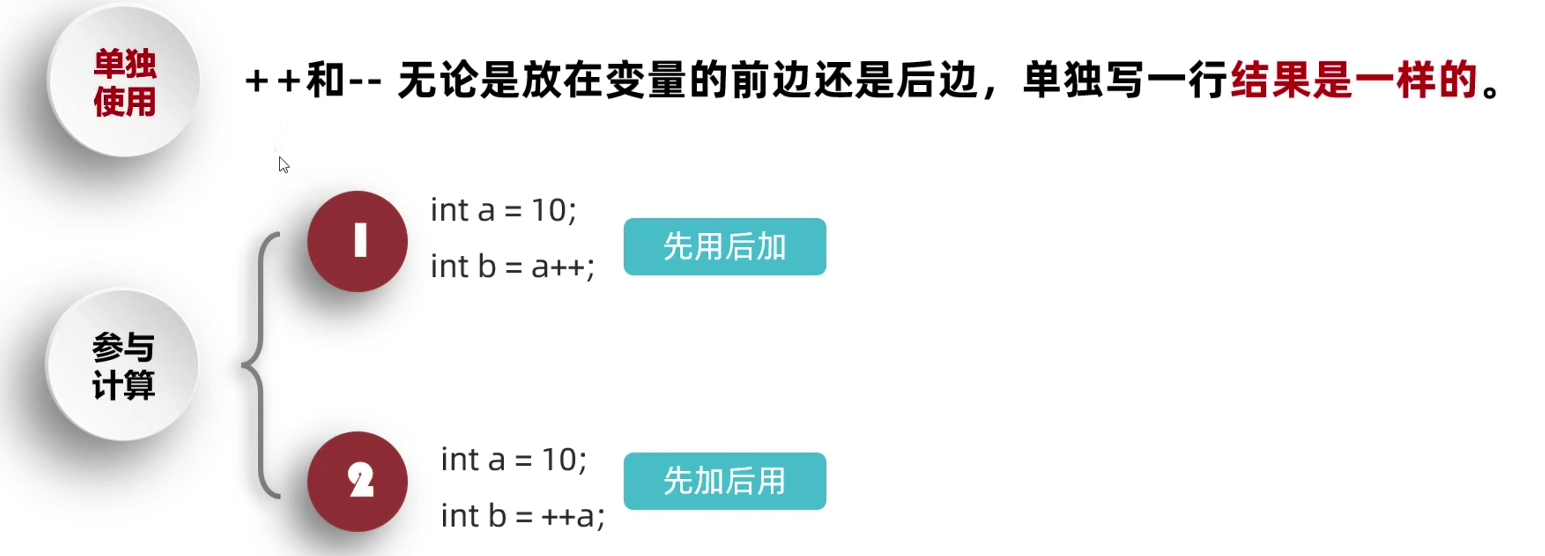 单独
使用
++和-- 无论是放在变量的前边还是后边，单独写一行结果是一样的。
参与
计算
1
int a = 10;
int b = a++;
先用后加
2
int a = 10;
int b = ++a;
先加后用